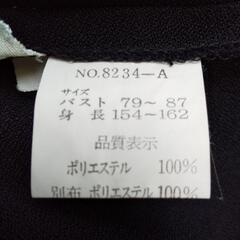 NO.8234-A
サイズ
バスト 79~ 87
身 長 154~162
品質表示
ポリエステル 100%
別布 ポリエステル 100%